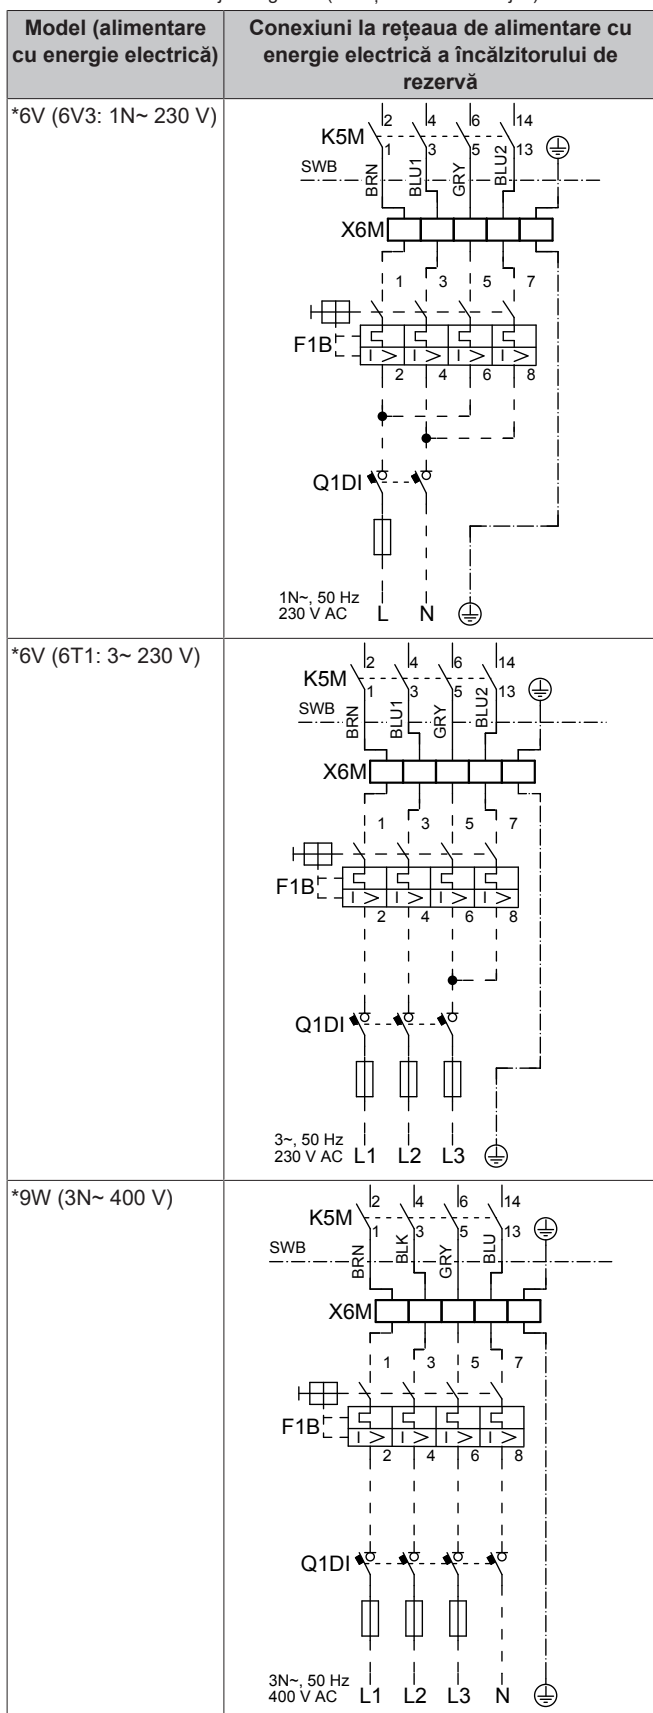 Model (alimentare
cu energie electrică)
Conexiuni la rețeaua de alimentare cu
energie electrică a încălzitorului de
rezervă
*6V (6V3: 1N~ 230 V)
2 4 6 14
K5M
1 3 5 13
SWB
BRN BLU1 GRY BLU2
X6M
1 3 5 7
F1B
I > I > I > I >
2 4 6 8
Q1DI
1N~, 50 Hz
230 V AC
L N
*6V (6T1: 3~ 230 V)
2 4 6 14
K5M
1 3 5 13
SWB
BRN BLU1 GRY BLU2
X6M
1 3 5 7
F1B
I > I > I > I >
2 4 6 8
Q1DI
3~, 50 Hz
230 V AC
L1 L2 L3
*9W (3N~ 400 V)
2 4 6 14
K5M
1 3 5 13
SWB
BRN BLK GRY BLU
X6M
1 3 5 7
F1B
I > I > I > I >
2 4 6 8
Q1DI
3N~, 50 Hz
400 V AC
L1 L2 L3 N